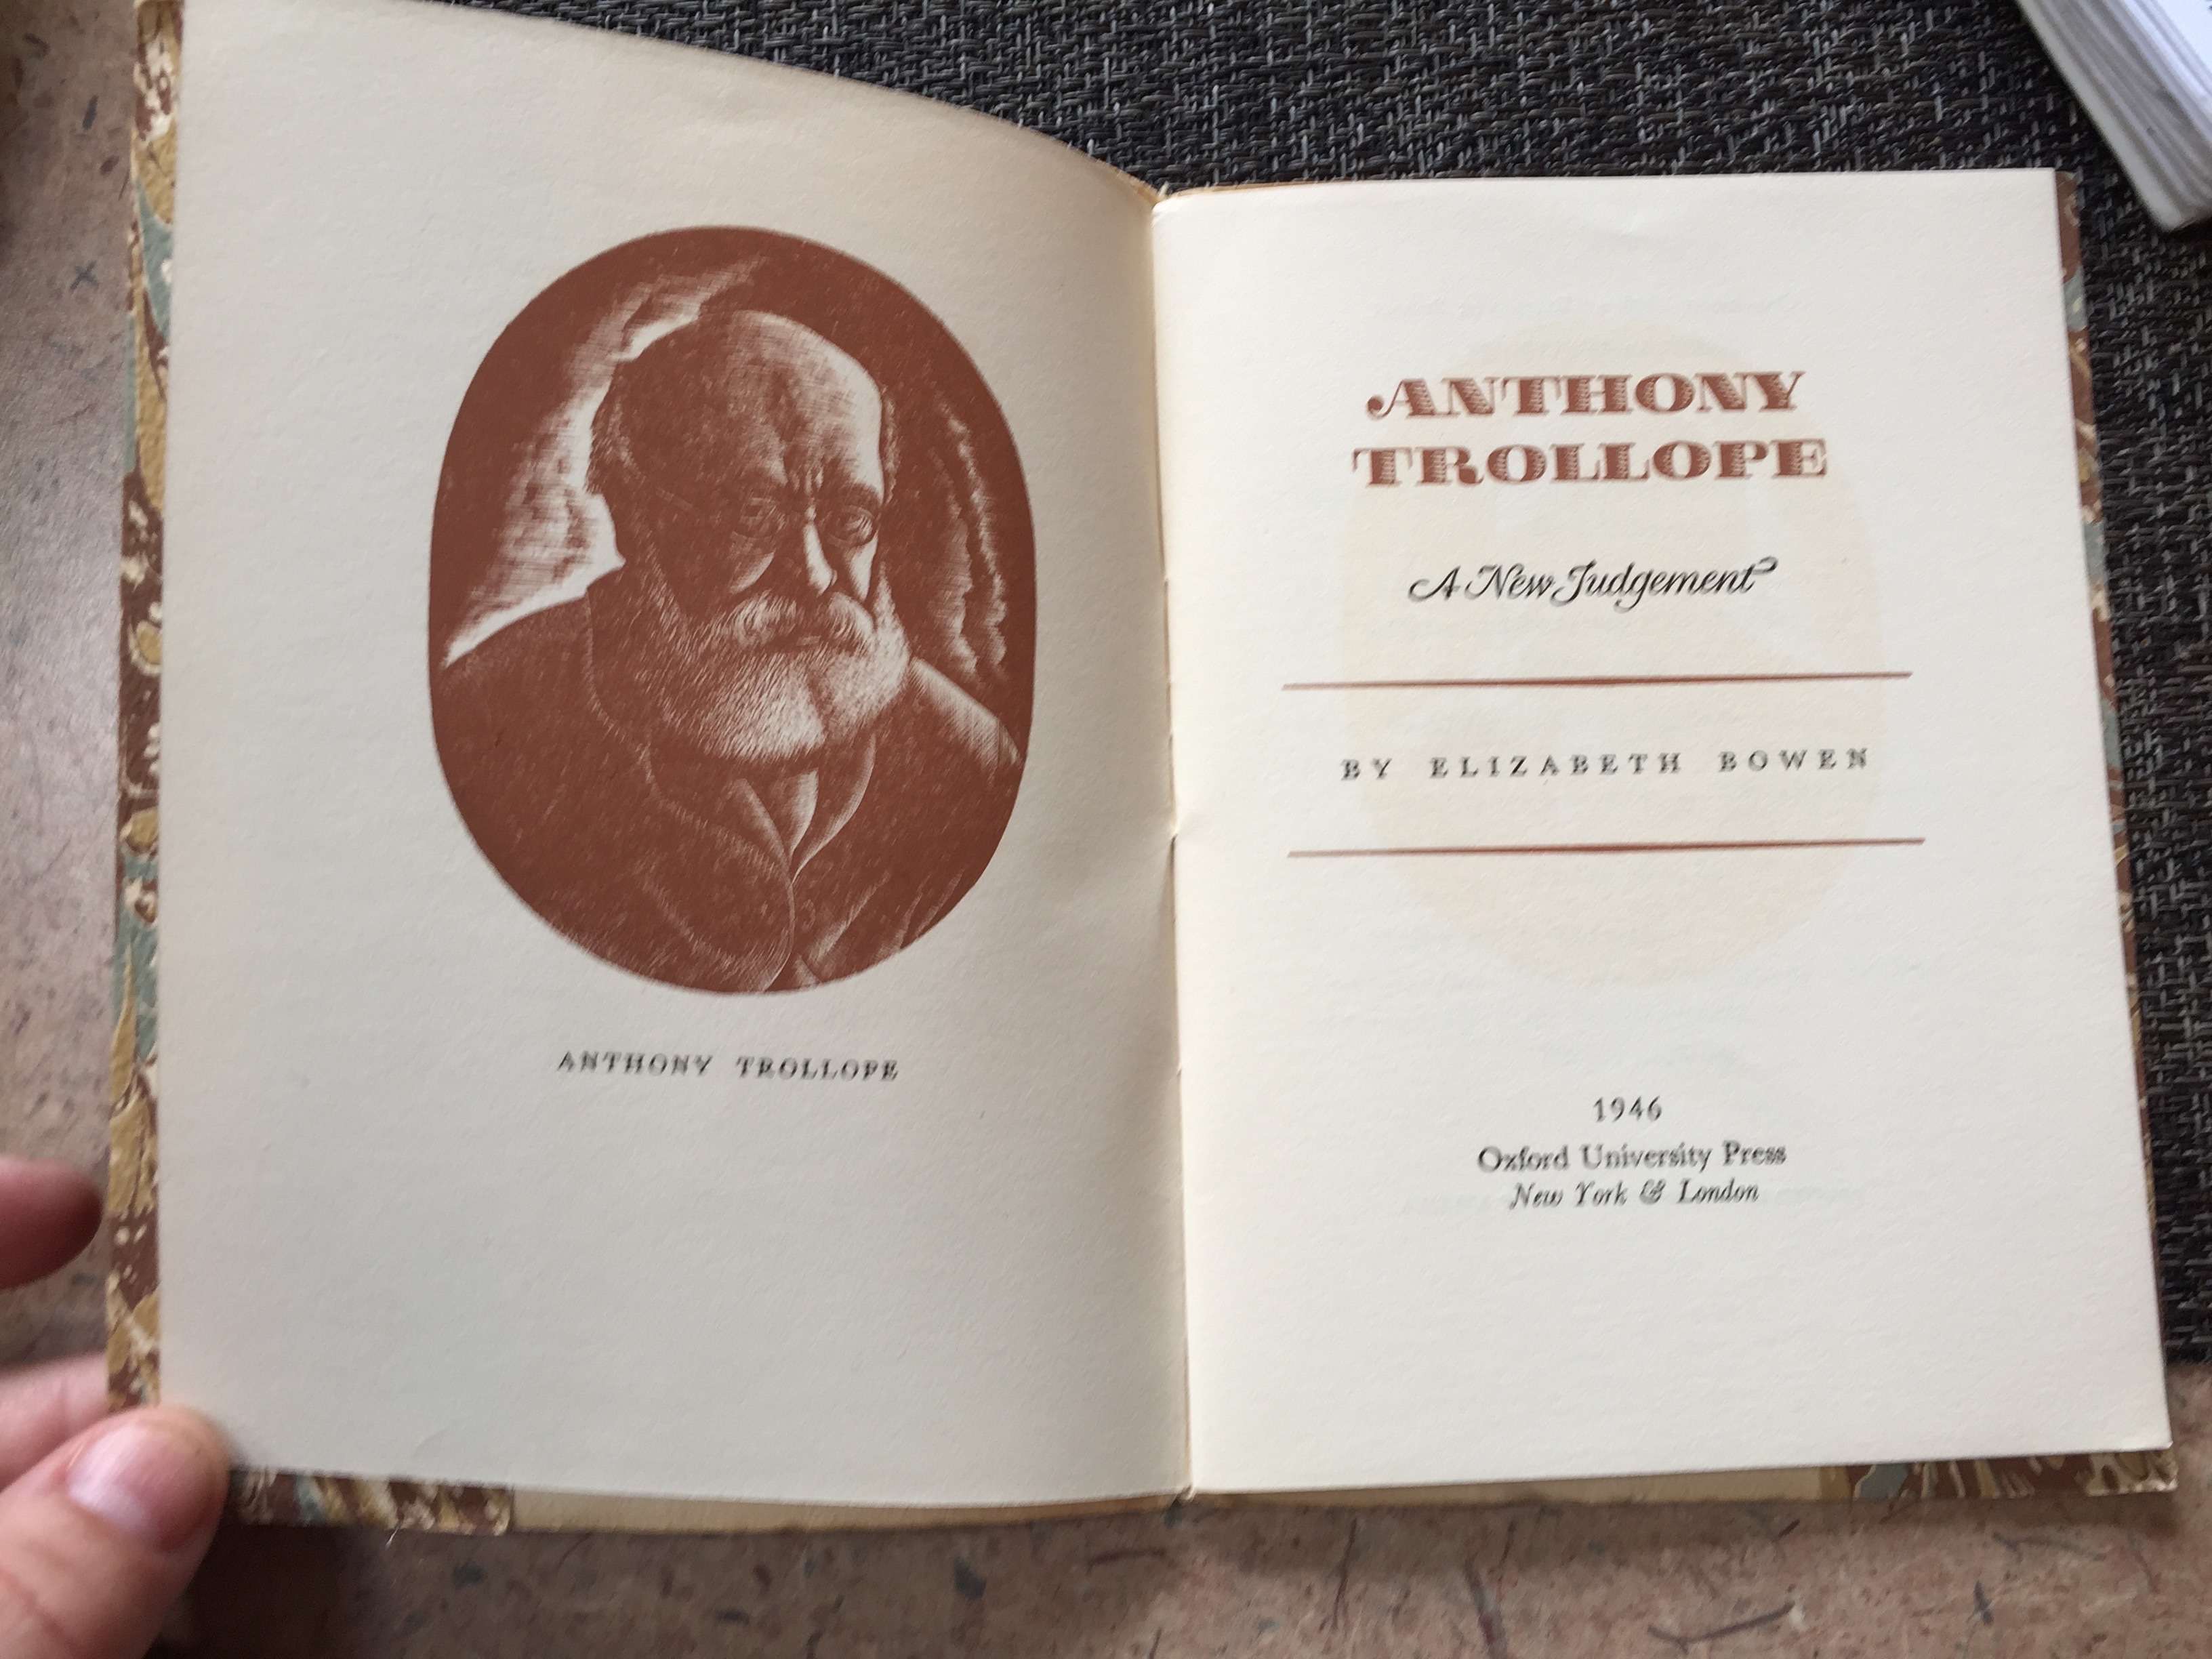 ANTHONY TROLLOPE
ANTHONY
TROLLOPE
A New Judgement
BY ELIZABETH BOWEN
1946
Oxford University Press
New York & London